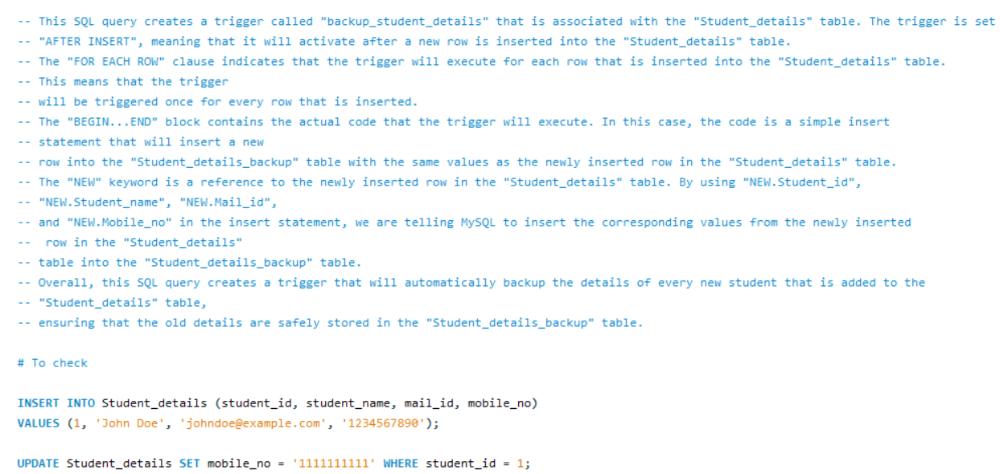 -- This SQL query creates a trigger called "backup_student_details" that is associated with the "Student_details" table. The trigger is set
-- "AFTER INSERT", meaning that it will activate after a new row is inserted into the "Student_details" table.
-- The "FOR EACH ROW" clause indicates that the trigger will execute for each row that is inserted into the "Student_details" table.
-- This means that the trigger
-- will be triggered once for every row that is inserted.
-- The "BEGIN...END" block contains the actual code that the trigger will execute. In this case, the code is a simple insert
-- statement that will insert a new
-- row into the "Student_details_backup" table with the same values as the newly inserted row in the "Student_details" table.
-- The "NEW" keyword is a reference to the newly inserted row in the "Student_details" table. By using "NEW.Student_id",
-- "NEW.Student_name", "NEW.Mail_id",
-- and "NEW.Mobile_no" in the insert statement, we are telling MySQL to insert the corresponding values from the newly inserted
--  row in the "Student_details"
-- table into the "Student_details_backup" table.
-- Overall, this SQL query creates a trigger that will automatically backup the details of every new student that is added to the
-- "Student_details" table,
-- ensuring that the old details are safely stored in the "Student_details_backup" table.
# To check
INSERT INTO Student_details (student_id, student_name, mail_id, mobile_no)
VALUES (1, 'John Doe', 'johndoe@example.com', '1234567890');
UPDATE Student_details SET mobile_no = '1111111111' WHERE student_id = 1;